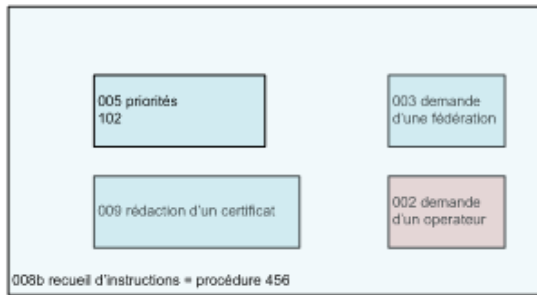 005 priorités
102
003 demande
d'une fédération
009 rédaction d'un certificat
002 demande
d'un operateur
008b recueil d'instructions = procédure 456